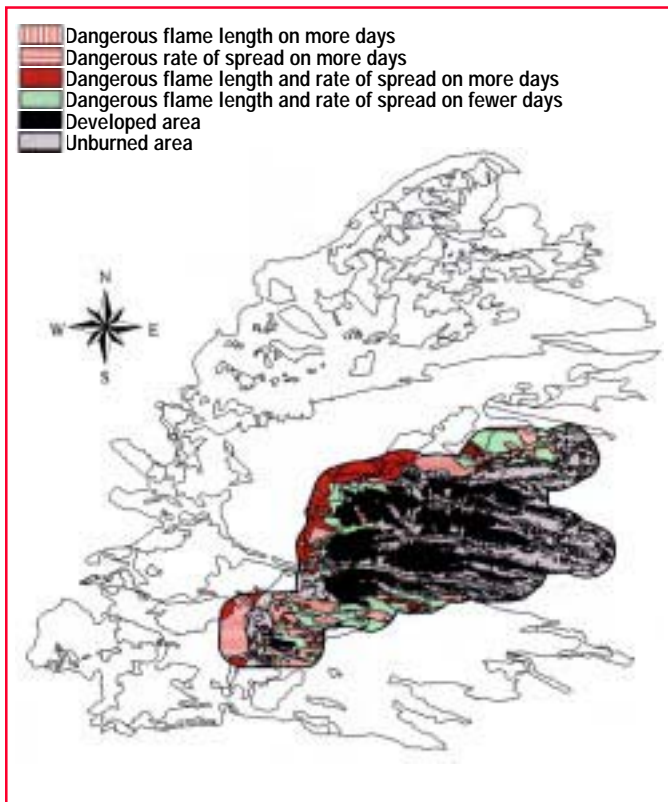 Dangerous flame length on more days
Dangerous rate of spread on more days
Dangerous flame length and rate of spread on more days
Dangerous flame length and rate of spread on fewer days
Developed area
Unburned area
N
W E
S